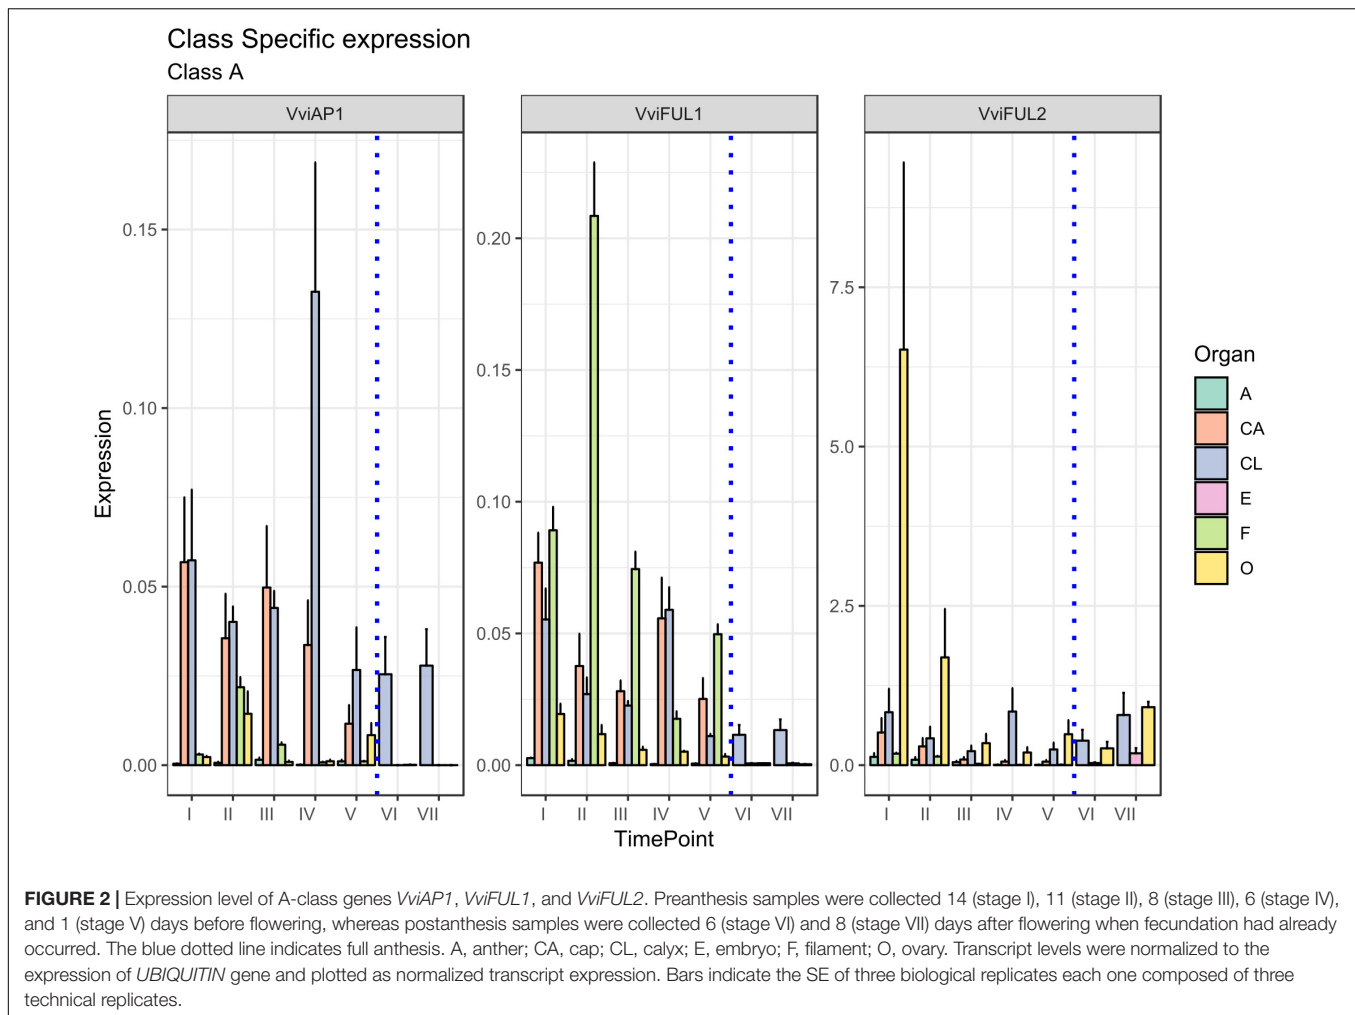 Class Specific expression
Class A
VviAP1
VviFUL1
VviFUL2
Expression
0.15
0.10
0.05
0.00
0.20
0.15
0.10
0.05
0.00
7.5
5.0
2.5
0.0
I II III IV V VI VII
I II III IV V VI VII
I II III IV V VI VII
TimePoint
Organ
A
CA
CL
E
F
O
FIGURE 2 | Expression level of A-class genes VviAP1, VviFUL1, and VviFUL2. Preanthesis samples were collected 14 (stage I), 11 (stage II), 8 (stage III), 6 (stage IV),
and 1 (stage V) days before flowering, whereas postanthesis samples were collected 6 (stage VI) and 8 (stage VII) days after flowering when fecundation had already
occurred. The blue dotted line indicates full anthesis. A, anther; CA, cap; CL, calyx; E, embryo; F, filament; O, ovary. Transcript levels were normalized to the
expression of UBIQUITIN gene and plotted as normalized transcript expression. Bars indicate the SE of three biological replicates each one composed of three
technical replicates.